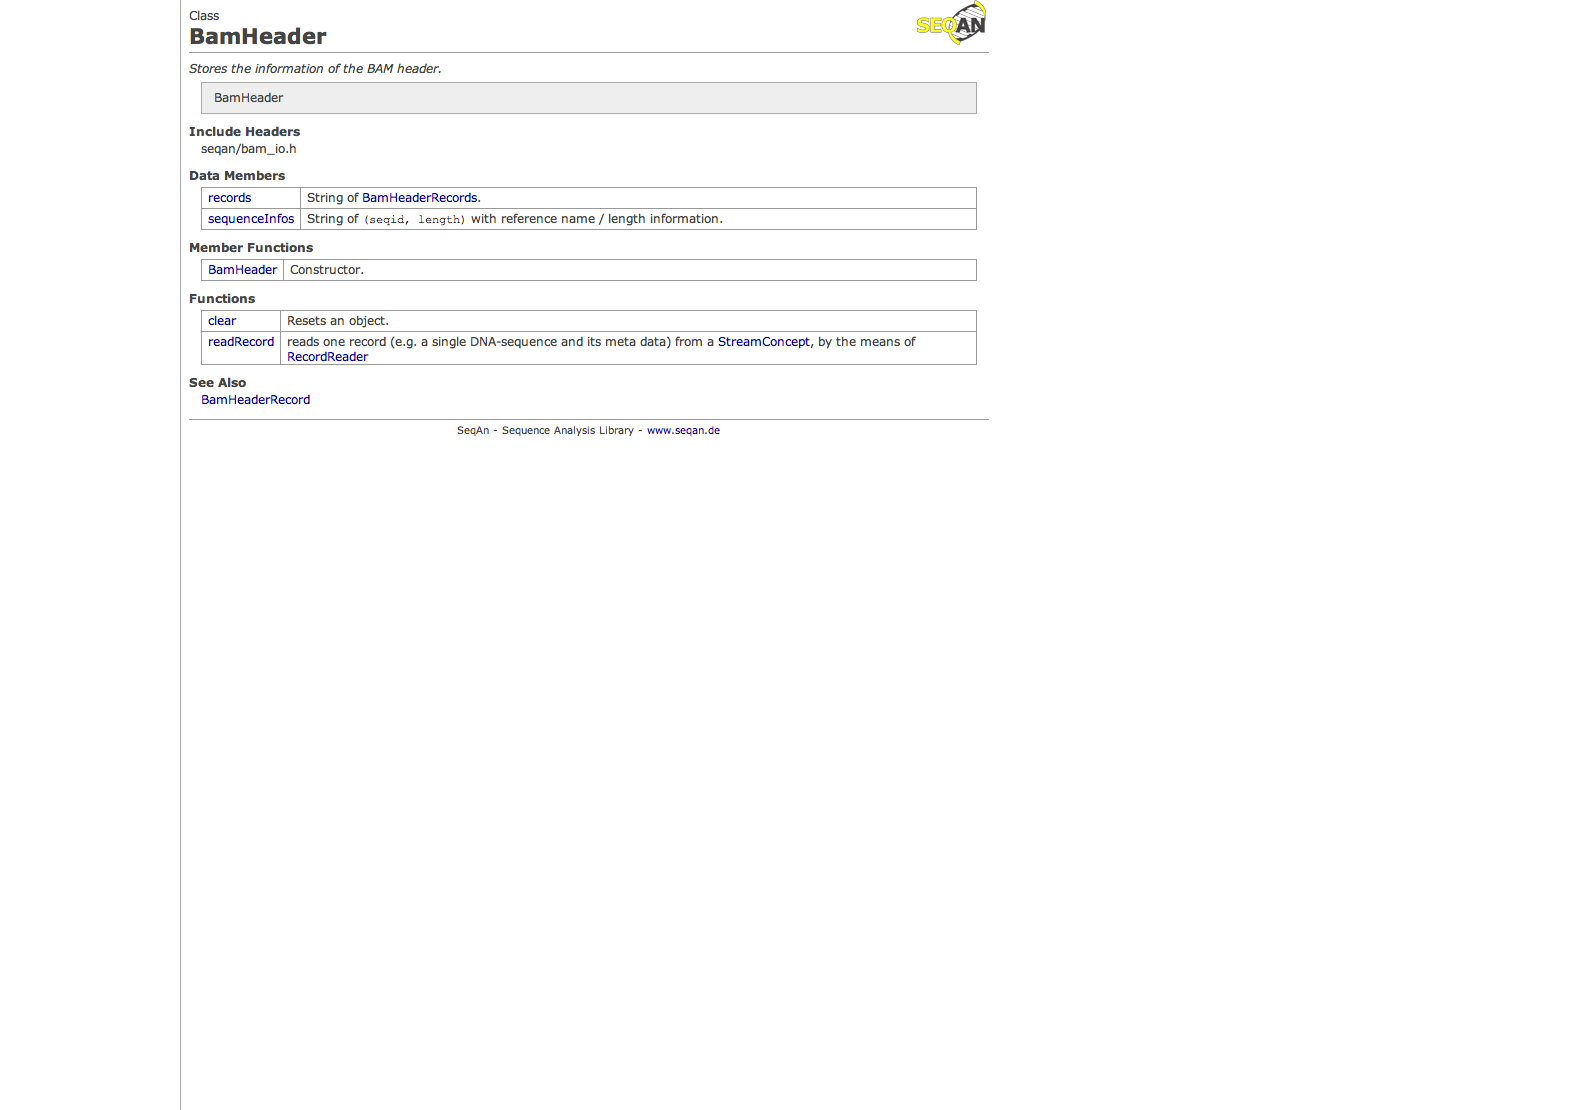 Class
BamHeader
SEQAN
Stores the information of the BAM header.
BamHeader
Include Headers
seqan/bam_io.h
Data Members
records String of BamHeaderRecords.
sequenceInfos String of (seqid, length) with reference name / length information.
Member Functions
BamHeader Constructor.
Functions
clear Resets an object.
readRecord reads one record (e.g. a single DNA-sequence and its meta data) from a StreamConcept, by the means of
RecordReader
See Also
BamHeaderRecord
SeqAn - Sequence Analysis Library - www.seqan.de